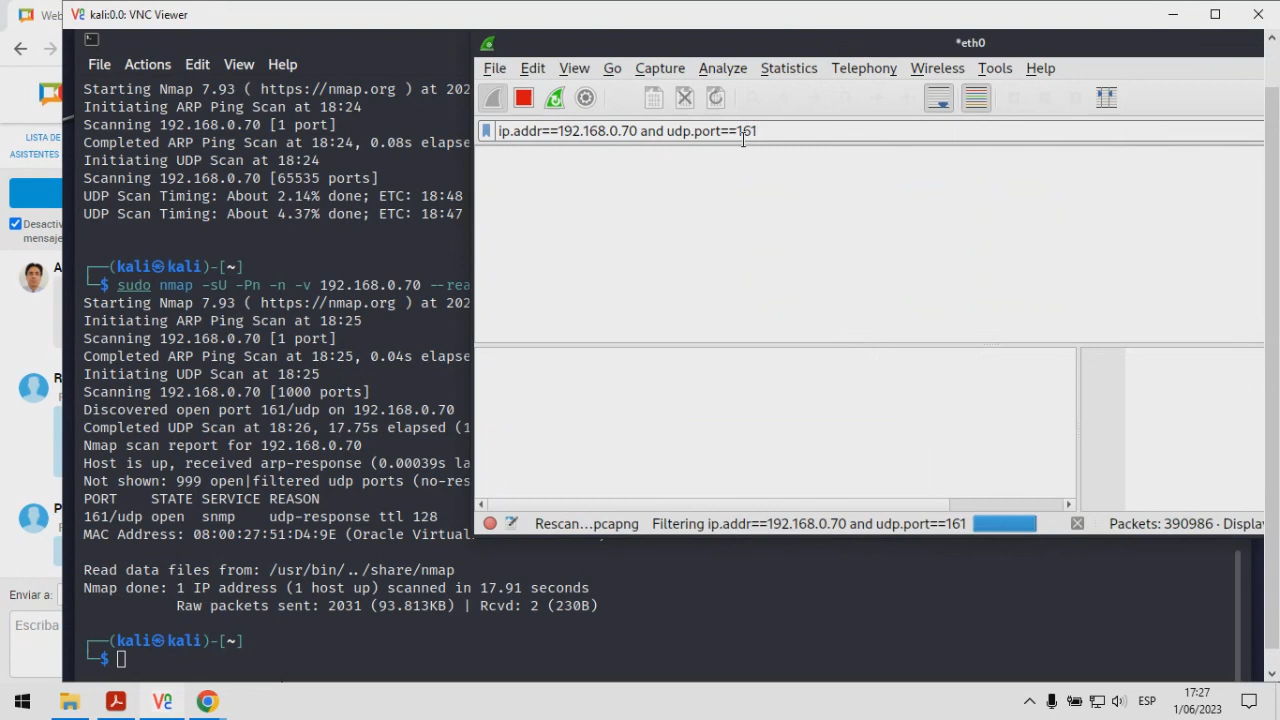 Web
kali:0.0: VNC Viewer
LISTA DE
ASISTENTES
Desactiv
mensaje
A
R
P
Enviar a:
Escriba
File Actions Edit View Help
Starting Nmap 7.93 ( https://nmap.org ) at 202
Initiating ARP Ping Scan at 18:24
Scanning 192.168.0.70 [1 port]
Completed ARP Ping Scan at 18:24, 0.08s elapse
Initiating UDP Scan at 18:24
Scanning 192.168.0.70 [65535 ports]
UDP Scan Timing: About 2.14% done; ETC: 18:48
UDP Scan Timing: About 4.37% done; ETC: 18:47
(kali㉿kali)-[~]
$ sudo nmap -sU -Pn -n -v 192.168.0.70 --rea
Starting Nmap 7.93 ( https://nmap.org ) at 202
Initiating ARP Ping Scan at 18:25
Scanning 192.168.0.70 [1 port]
Completed ARP Ping Scan at 18:25, 0.04s elapse
Initiating UDP Scan at 18:25
Scanning 192.168.0.70 [1000 ports]
Discovered open port 161/udp on 192.168.0.70
Completed UDP Scan at 18:26, 17.75s elapsed (1
Nmap scan report for 192.168.0.70
Host is up, received arp-response (0.00039s la
Not shown: 999 open|filtered udp ports (no-res
PORT STATE SERVICE REASON
161/udp open snmp udp-response ttl 128
MAC Address: 08:00:27:51:D4:9E (Oracle Virtual
Read data files from: /usr/bin/../share/nmap
Nmap done: 1 IP address (1 host up) scanned in 17.91 seconds
Raw packets sent: 2031 (93.813KB) | Rcvd: 2 (230B)
(kali㉿kali)-[~]
$
*eth0
File Edit View Go Capture Analyze Statistics Telephony Wireless Tools Help
ip.addr==192.168.0.70 and udp.port==161
Rescan…pcapng Filtering ip.addr==192.168.0.70 and udp.port==161 Packets: 390986 · Displa
ESP
17:27
1/06/2023